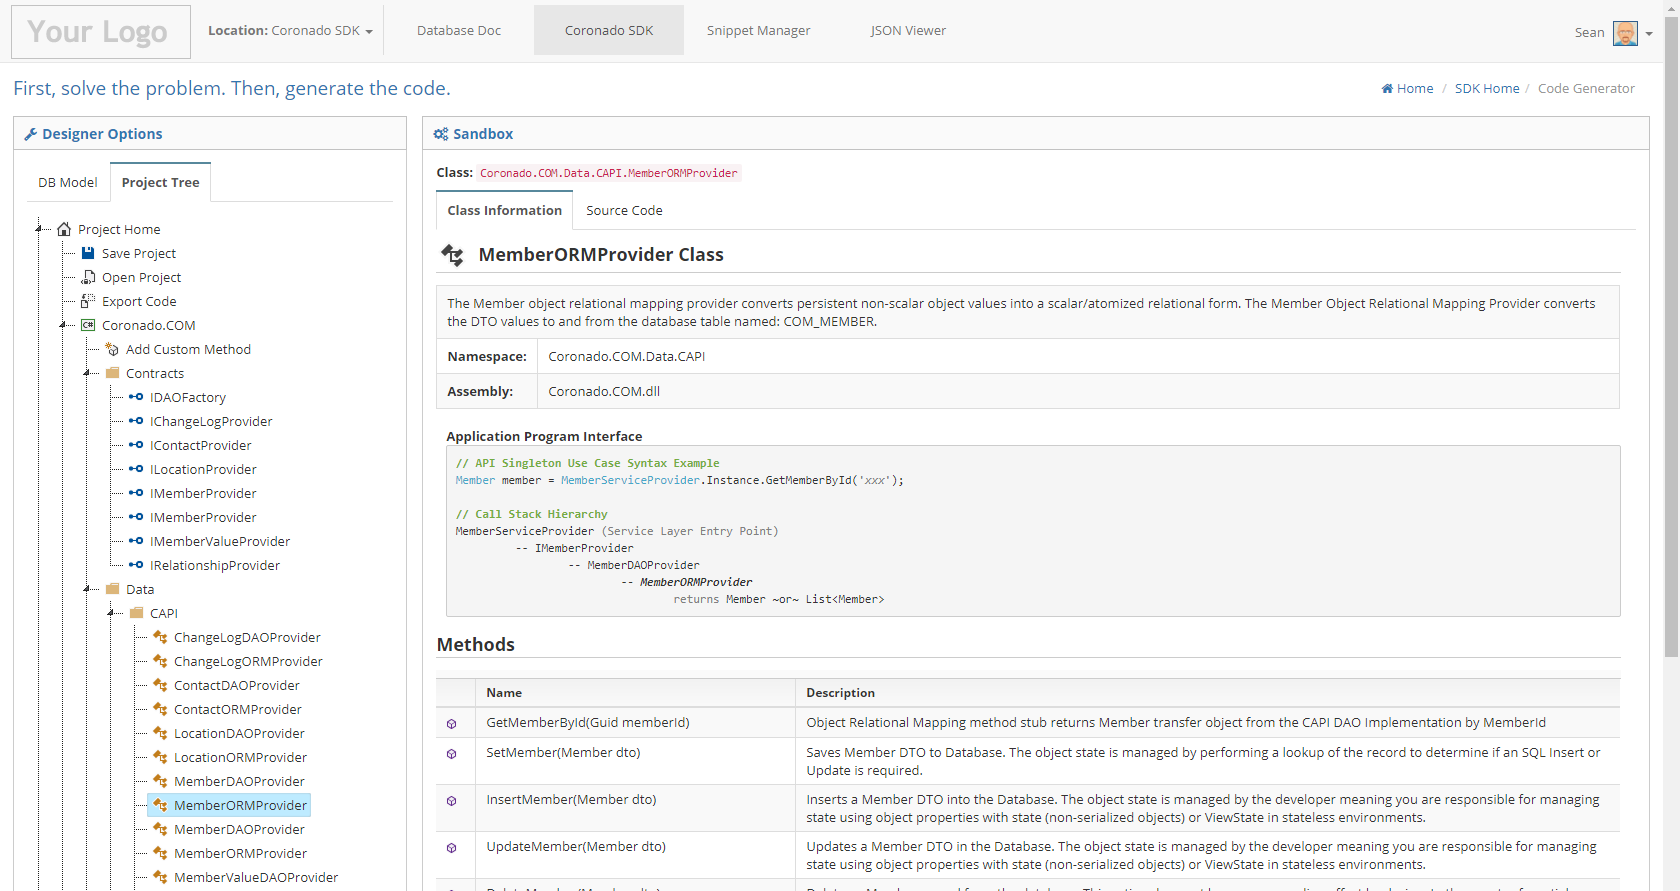 Your Logo
Location: Coronado SDK
Database Doc
Coronado SDK
Snippet Manager
JSON Viewer
Sean
First, solve the problem. Then, generate the code.
Home / SDK Home / Code Generator
Designer Options
DB Model
Project Tree
Project Home
Save Project
Open Project
Export Code
C# Coronado.COM
Add Custom Method
Contracts
IDAOFactory
IChangeLogProvider
IContactProvider
ILocationProvider
IMemberProvider
IMemberProvider
IMemberValueProvider
IRelationshipProvider
Data
CAPI
ChangeLogDAOProvider
ChangeLogORMProvider
ContactDAOProvider
ContactORMProvider
LocationDAOProvider
LocationORMProvider
MemberDAOProvider
MemberORMProvider
MemberDAOProvider
MemberORMProvider
MemberValueDAOProvider
Sandbox
Class: Coronado.COM.Data.CAPI.MemberORMProvider
Class Information
Source Code
MemberORMProvider Class
The Member object relational mapping provider converts persistent non-scalar object values into a scalar/atomized relational form. The Member Object Relational Mapping Provider converts
the DTO values to and from the database table named: COM_MEMBER.
Namespace: Coronado.COM.Data.CAPI
Assembly: Coronado.COM.dll
Application Program Interface
// API Singleton Use Case Syntax Example
Member member = MemberServiceProvider.Instance.GetMemberById('xxx');
// Call Stack Hierarchy
MemberServiceProvider (Service Layer Entry Point)
-- IMemberProvider
-- MemberDAOProvider
-- MemberORMProvider
returns Member ~or~ List<Member>
Methods
Name Description
GetMemberById(Guid memberId) Object Relational Mapping method stub returns Member transfer object from the CAPI DAO Implementation by MemberId
SetMember(Member dto) Saves Member DTO to Database. The object state is managed by performing a lookup of the record to determine if an SQL Insert or
Update is required.
InsertMember(Member dto) Inserts a Member DTO into the Database. The object state is managed by the developer meaning you are responsible for managing
state using object properties with state (non-serialized objects) or ViewState in stateless environments.
UpdateMember(Member dto) Updates a Member DTO in the Database. The object state is managed by the developer meaning you are responsible for managing
state using object properties with state (non-serialized objects) or ViewState in stateless environments.